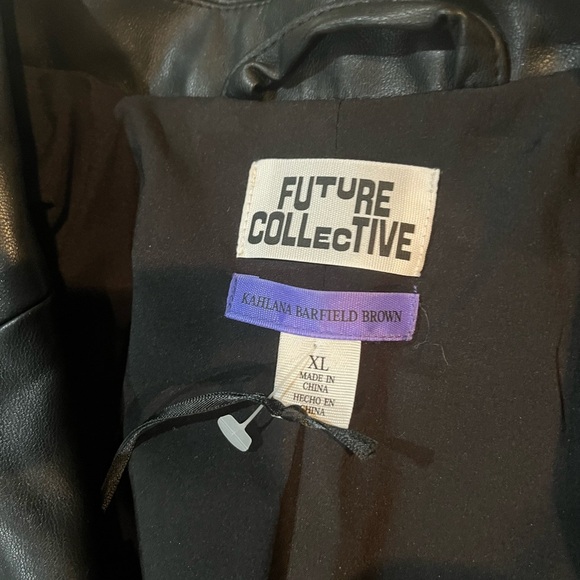 FUTURE
COLLECTIVE
KAHLANA BARFIELD BROWN
XL
MADE IN
CHINA
HECHO EN
CHINA